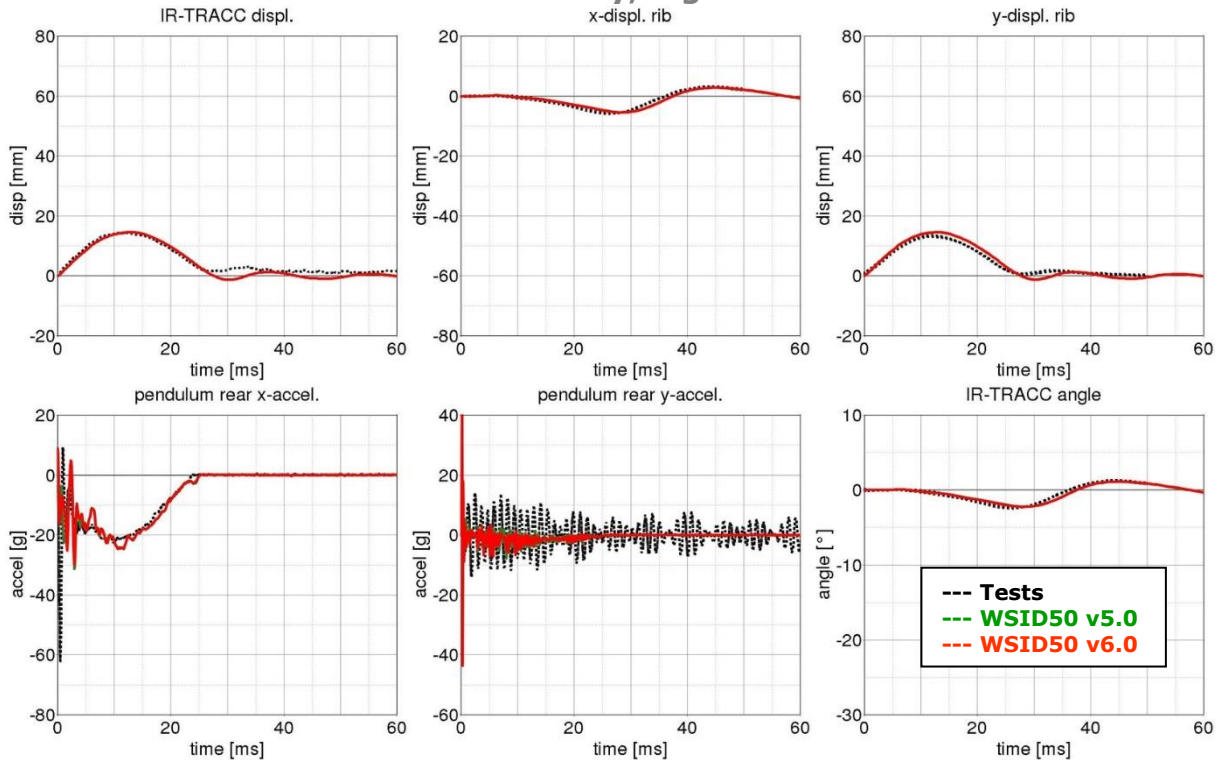 IR-TRACC displ.
80
60
40
20
0
-20
disp [mm]
0 20 40 60
time [ms]
x-displ. rib
20
0
-20
-40
-60
-80
disp [mm]
0 20 40 60
time [ms]
y-displ. rib
80
60
40
20
0
-20
disp [mm]
0 20 40 60
time [ms]
pendulum rear x-accel.
20
0
-20
-40
-60
-80
accel [g]
0 20 40 60
time [ms]
pendulum rear y-accel.
40
20
0
-20
-40
-60
accel [g]
0 20 40 60
time [ms]
IR-TRACC angle
10
0
-10
-20
-30
angle [°]
0 20 40 60
time [ms]
Tests
WSID50 v5.0
WSID50 v6.0